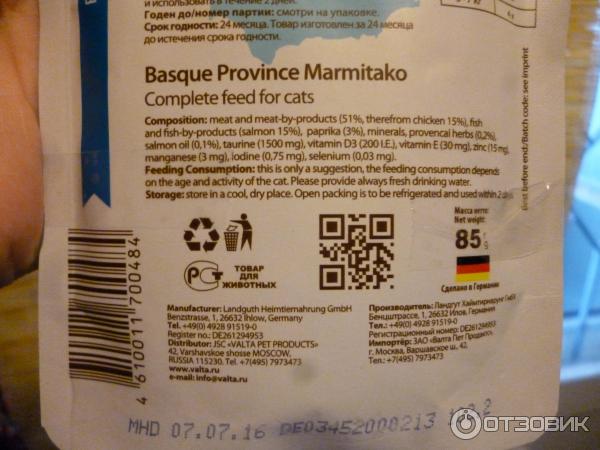 и использовать в течение 2 дней.
Годен до/номер партии: смотри на упаковке.
Срок годности: 24 месяца. Товар изготовлен за 24 месяца
до истечения срока годности.
Basque Province Marmitako
Complete feed for cats
Composition: meat and meat-by-products (51%, therefrom chicken 15%), fish
and fish-by-products (salmon 15%), paprika (3%), minerals, provencal herbs (0,2%),
salmon oil (0,1%), taurine (1500 mg), vitamin D3 (200 I.E.), vitamin E (30 mg), zinc (15 mg),
manganese (3 mg), iodine (0,75 mg), selenium (0,03 mg).
Feeding Consumption: this is only a suggestion, the feeding consumption depends
on the age and activity of the cat. Please provide always fresh drinking water.
Storage: store in a cool, dry place. Open packing is to be refrigerated and used within 2
Best before end/Batch code: see imprint
Масса нетто:
Net weight:
85 г
g
Сделано в Германии
РСТ
ТОВАР
ДЛЯ
ЖИВОТНЫХ
4 610011 700484
Manufacturer: Landguth Heimtiernahrung GmbH
Benzstrasse, 1, 26632 Ihlow, Germany
Tel. +49(0) 4928 91519-0
Register no.: DE261294953
Distributor: JSC «VALTA PET PRODUCTS»
42, Varshavskoe shosse MOSCOW,
RUSSIA 115230. Tel. +7(495) 7973473
www.valta.ru
e-mail: info@valta.ru
Производитель: Ландгут Хаймтирнарунг ГмбХ
Бенцштрассе, 1, 26632 Илов, Германия
Тел.: +49(0) 4928 91519-0
Регистрационный номер: DE261294953
Импортёр: ЗАО «Валта Пет Продактс»
г. Москва, Варшавское ш., 42,
Тел.: +7(495) 7973473
MHD 07.07.16 DE03452000213
ОТЗОВИК